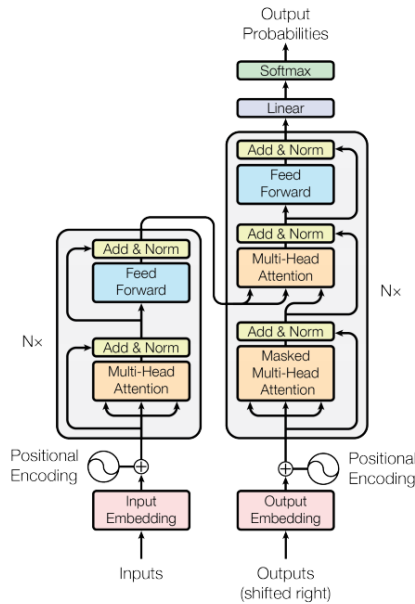 Output
Probabilities
Softmax
Linear
Add & Norm
Feed
Forward
Add & Norm
Multi-Head
Attention
Nx
Add & Norm
Masked
Multi-Head
Attention
Positional
Encoding
Output
Embedding
Outputs
(shifted right)
Add & Norm
Feed
Forward
Nx
Add & Norm
Multi-Head
Attention
Positional
Encoding
Input
Embedding
Inputs